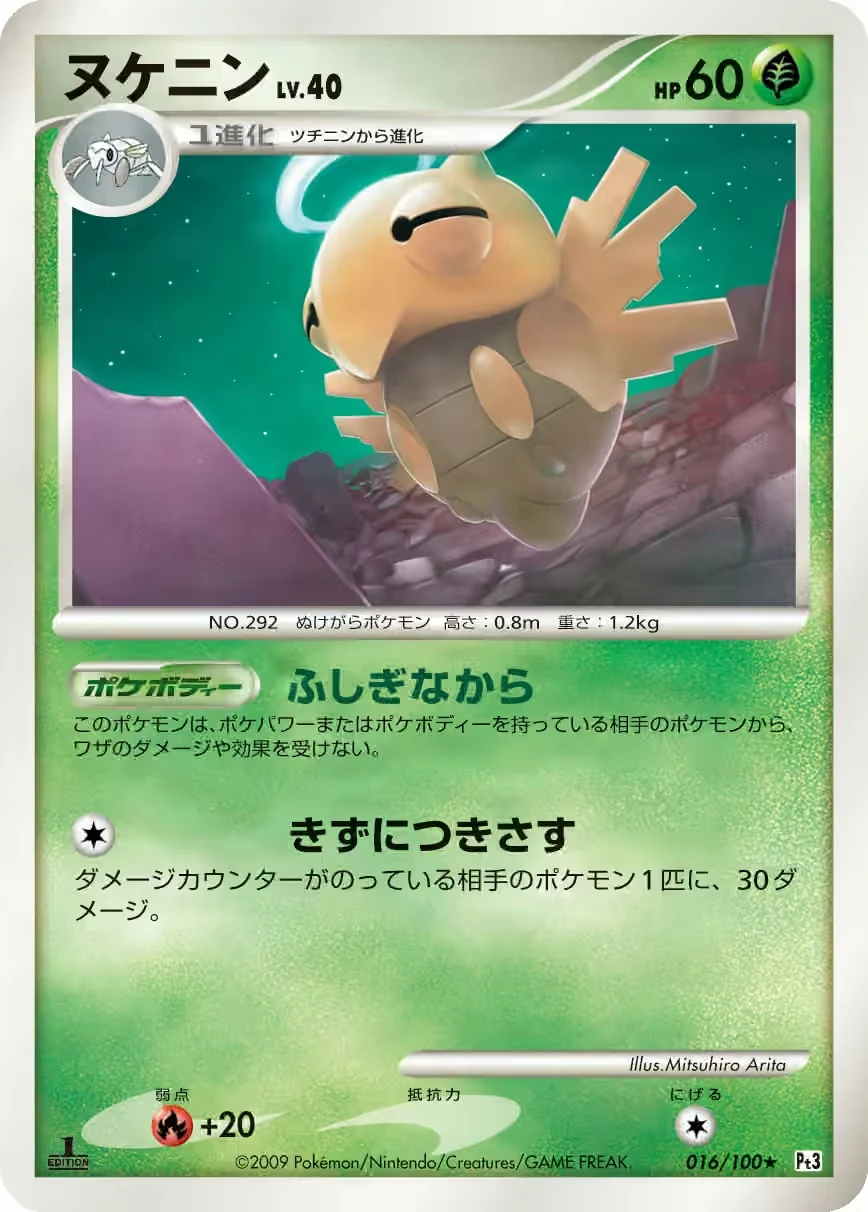 ヌケニン LV.40 HP 60
1進化 ツチニンから進化
NO.292 ぬけがらポケモン 高さ:0.8m 重さ:1.2kg
ポケボディー ふしぎなから
このポケモンは、ポケパワーまたはポケボディーを持っている相手のポケモンから、
ワザのダメージや効果を受けない。
きずにつきさす
ダメージカウンターがのっている相手のポケモン1匹に、30ダ
メージ。
Illus.Mitsuhiro Arita
弱点 抵抗力 にげる
+20
1 EDITION ©2009 Pokémon/Nintendo/Creatures/GAME FREAK. 016/100★ Pt3